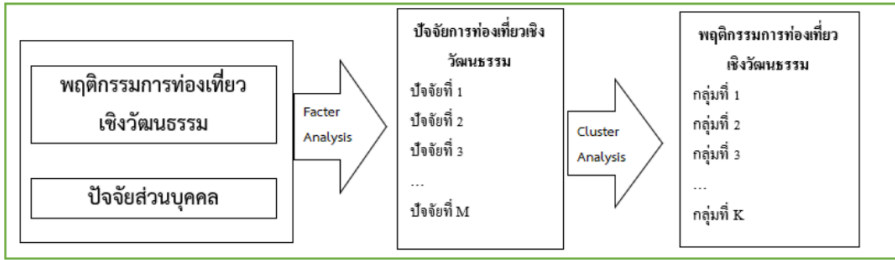 พฤติกรรมการท่องเที่ยว
เชิงวัฒนธรรม
ปัจจัยส่วนบุคคล
Facter
Analysis
ปัจจัยการท่องเที่ยวเชิง
วัฒนธรรม
ปัจจัยที่ 1
ปัจจัยที่ 2
ปัจจัยที่ 3
...
ปัจจัยที่ M
Cluster
Analysis
พฤติกรรมการท่องเที่ยว
เชิงวัฒนธรรม
กลุ่มที่ 1
กลุ่มที่ 2
กลุ่มที่ 3
...
กลุ่มที่ K